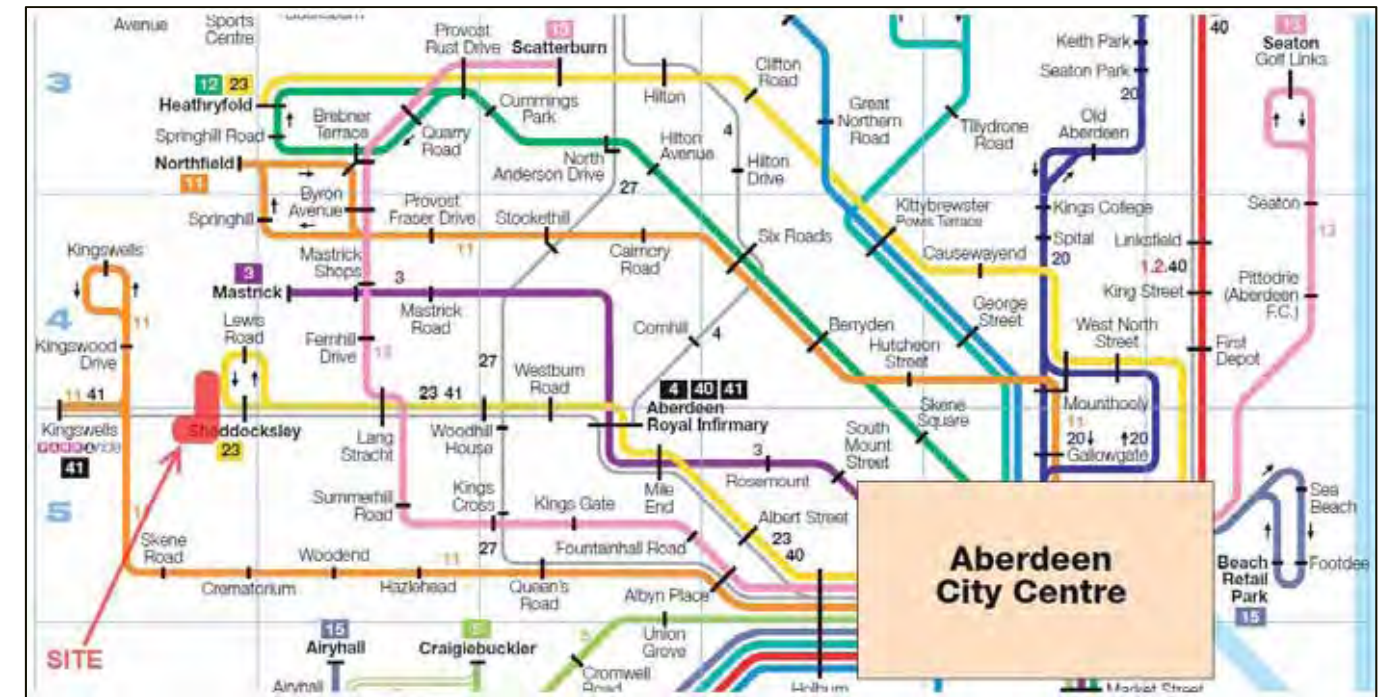 Avenue
Sports
Centre
Provost
Rust Drive
13
Scatterburn
40
Keith Park
13
Seaton
Golf Links
3
12 23
Heathryfold
Clifton
Road
Seaton Park
20
Hilton
Cummings
Park
Great
Northern
Road
Old
Aberdeen
Brebner
Terrace
Springhill Road
Quarry
Road
4
Tillydrone
Road
Northfield
11
North
Anderson Drive
Hilton
Avenue
Hilton
Drive
27
Byron
Avenue
Provost
Fraser Drive
Stockethill
Springhill
Kittybrewster
Powis Terrace
Kings College
Seaton
11
Six Roads
Spital
Linksfield
13
Kingswells
Mastrick
Shops
Cairncry
Road
Causewayend
20
1.2.40
3
Mastrick
3
Mastrick
Road
King Street
Pittodrie
(Aberdeen
F.C.)
4
11
Lewis
Road
Fernhill
Drive
13
Cornhill
4
Berryden
George
Street
West North
Street
First
Depot
Kingswood
Drive
27
Hutcheson
Street
Westburn
Road
11 41
23 41
4 40 41
Aberdeen
Royal Infirmary
Mounthooly
Kingswells
41
Sheddocksley
23
Lang
Stracht
Woodhill
House
Skene
Square
11
20
20
South
Mount
Street
Gallowgate
3
Rosemount
5
Summerhill
Road
Kings
Cross
Kings Gate
Mile
End
Sea
Beach
11
Albert Street
23
40
Skene
Road
Woodend
11
27
Fountainhall Road
Aberdeen
City Centre
Beach
Retail
Park
15
Footdee
Crematorium
Hazlehead
Queen's
Road
Albyn Place
SITE
15
Airyhall
Craigiebuckler
5
Union
Grove
Cromwell
Road
Airyhall
Holburn
Market Street